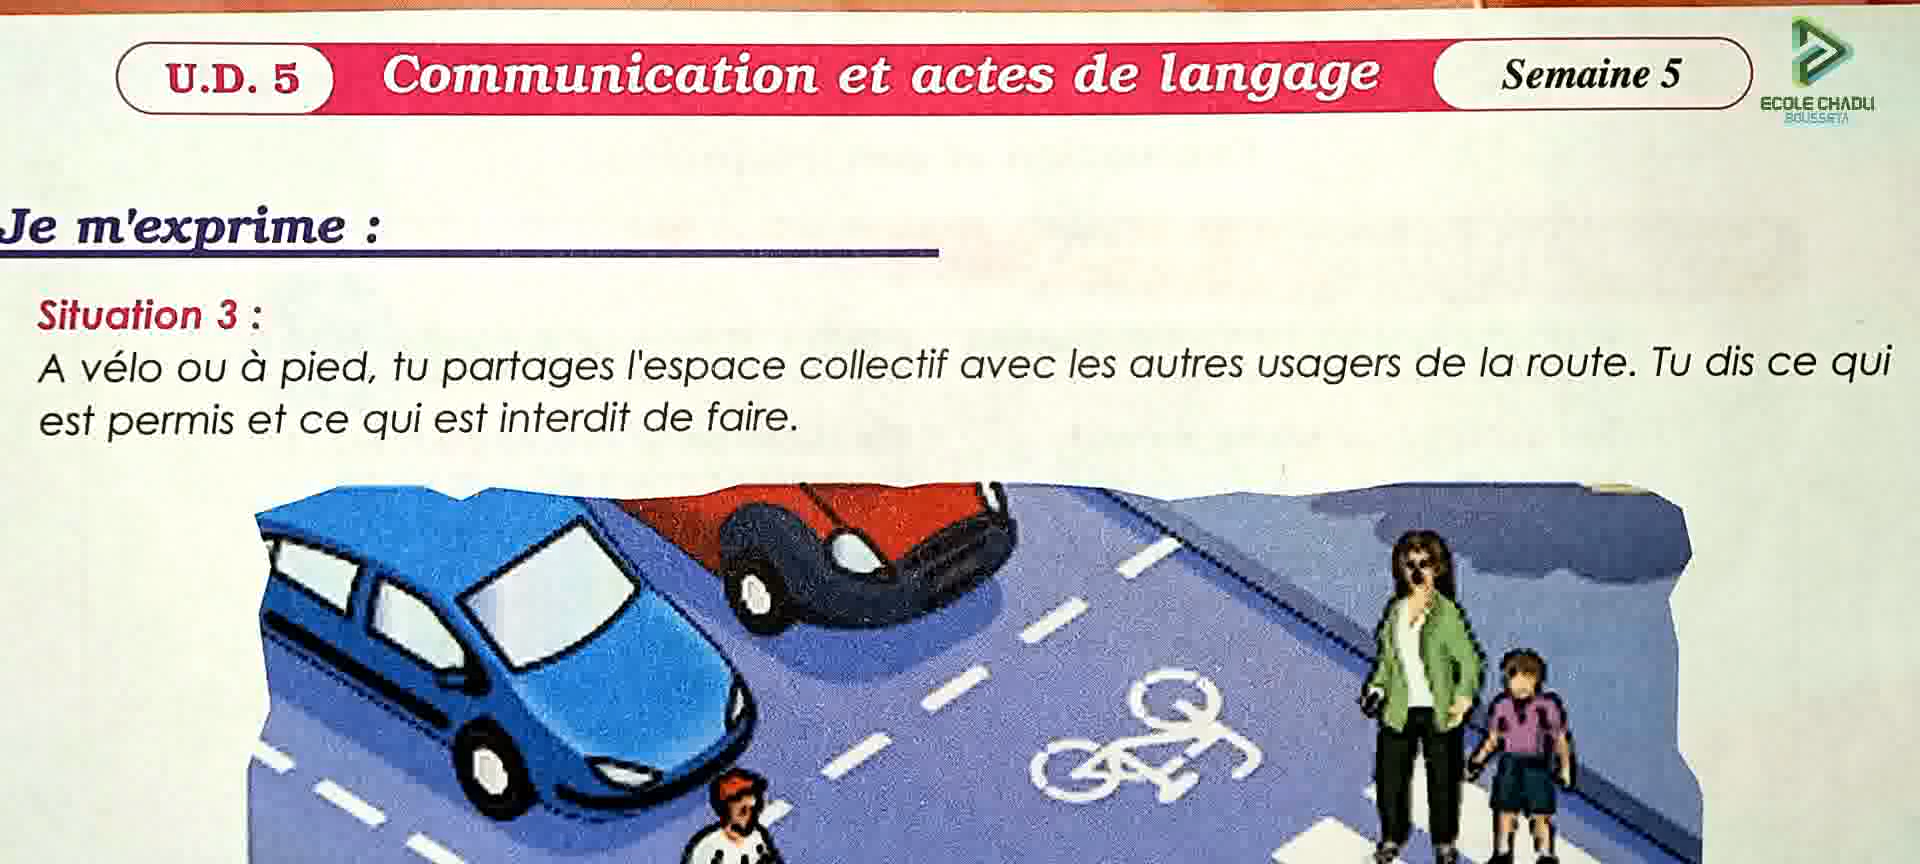 U.D. 5 Communication et actes de langage Semaine 5
ECOLE CHADLI
BOUSSETA
Je m'exprime :
Situation 3 :
A vélo ou à pied, tu partages l'espace collectif avec les autres usagers de la route. Tu dis ce qui
est permis et ce qui est interdit de faire.